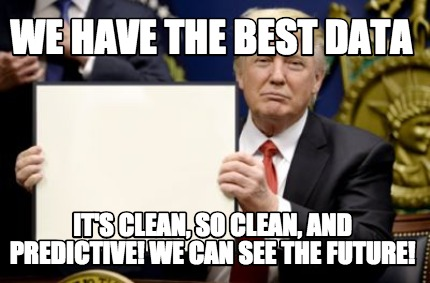 WE HAVE THE BEST DATA
IT'S CLEAN, SO CLEAN, AND
PREDICTIVE! WE CAN SEE THE FUTURE!